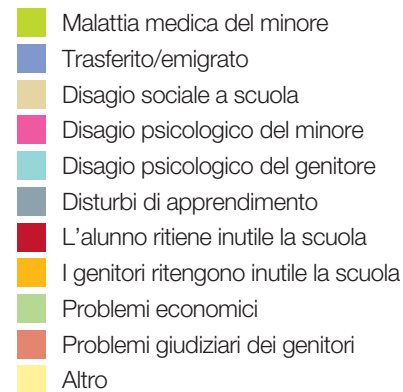 Malattia medica del minore
Trasferito/emigrato
Disagio sociale a scuola
Disagio psicologico del minore
Disagio psicologico del genitore
Disturbi di apprendimento
L'alunno ritiene inutile la scuola
I genitori ritengono inutile la scuola
Problemi economici
Problemi giudiziari dei genitori
Altro